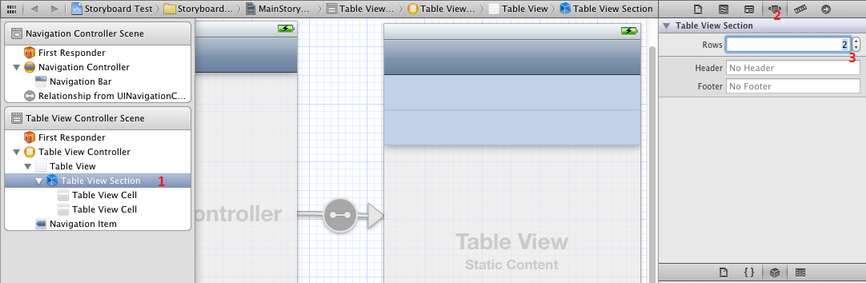 Storyboard Test
Storyboard...
MainStory...
Table View...
Table View...
Table View
Table View Section
2
Navigation Controller Scene
First Responder
Navigation Controller
Navigation Bar
Relationship from UINavigationC...
Table View Controller Scene
First Responder
Table View Controller
Table View
Table View Section
1
Table View Cell
Table View Cell
Navigation Item
ontroller
Table View
Static Content
Table View Section
Rows
2
3
Header
No Header
Footer
No Footer
{ }